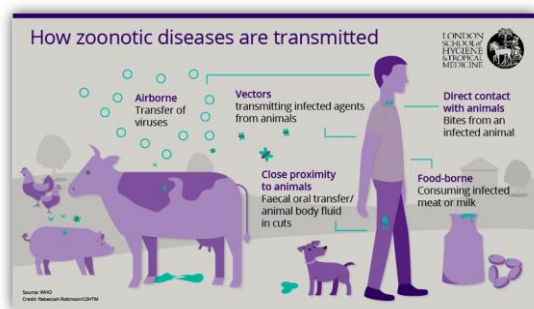 How zoonotic diseases are transmitted
LONDON
SCHOOL of
HYGIENE
&TROPICAL
MEDICINE
Airborne
Transfer of
viruses
Vectors
transmitting infected agents
from animals
Direct contact
with animals
Bites from an
infected animal
Close proximity
to animals
Faecal oral transfer/
animal body fluid
in cuts
Food-borne
Consuming infected
meat or milk
Source: WHO
Credit: Rebeccah Robinson/LSHTM